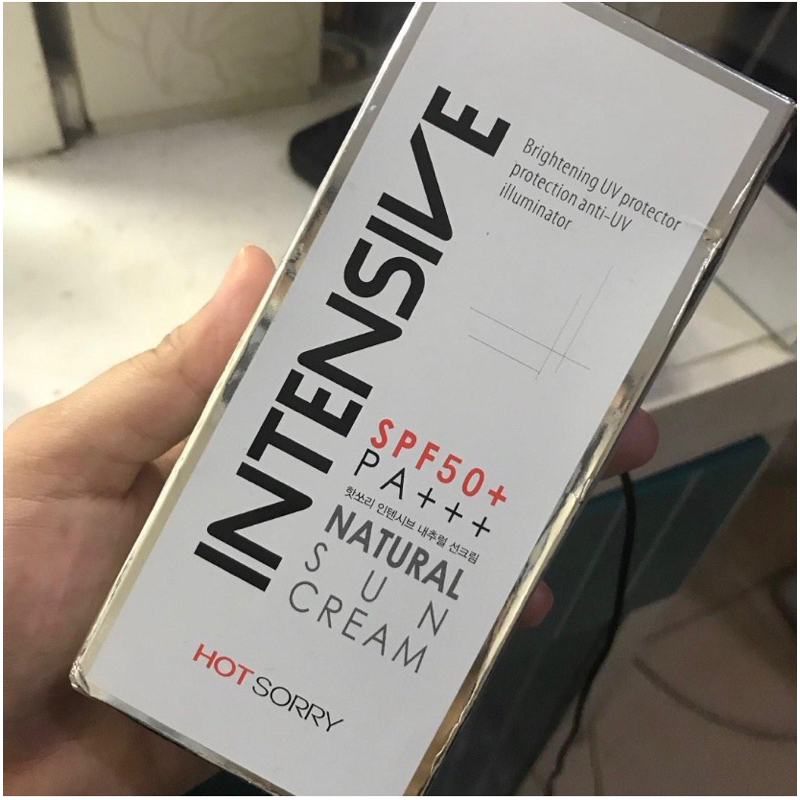 INTENSIVE
Brightening UV protector
protection anti-UV
illuminator
SPF50+
PA+++
핫쏘리 인텐시브 내추럴 선크림
NATURAL
SUN
CREAM
HOT SORRY